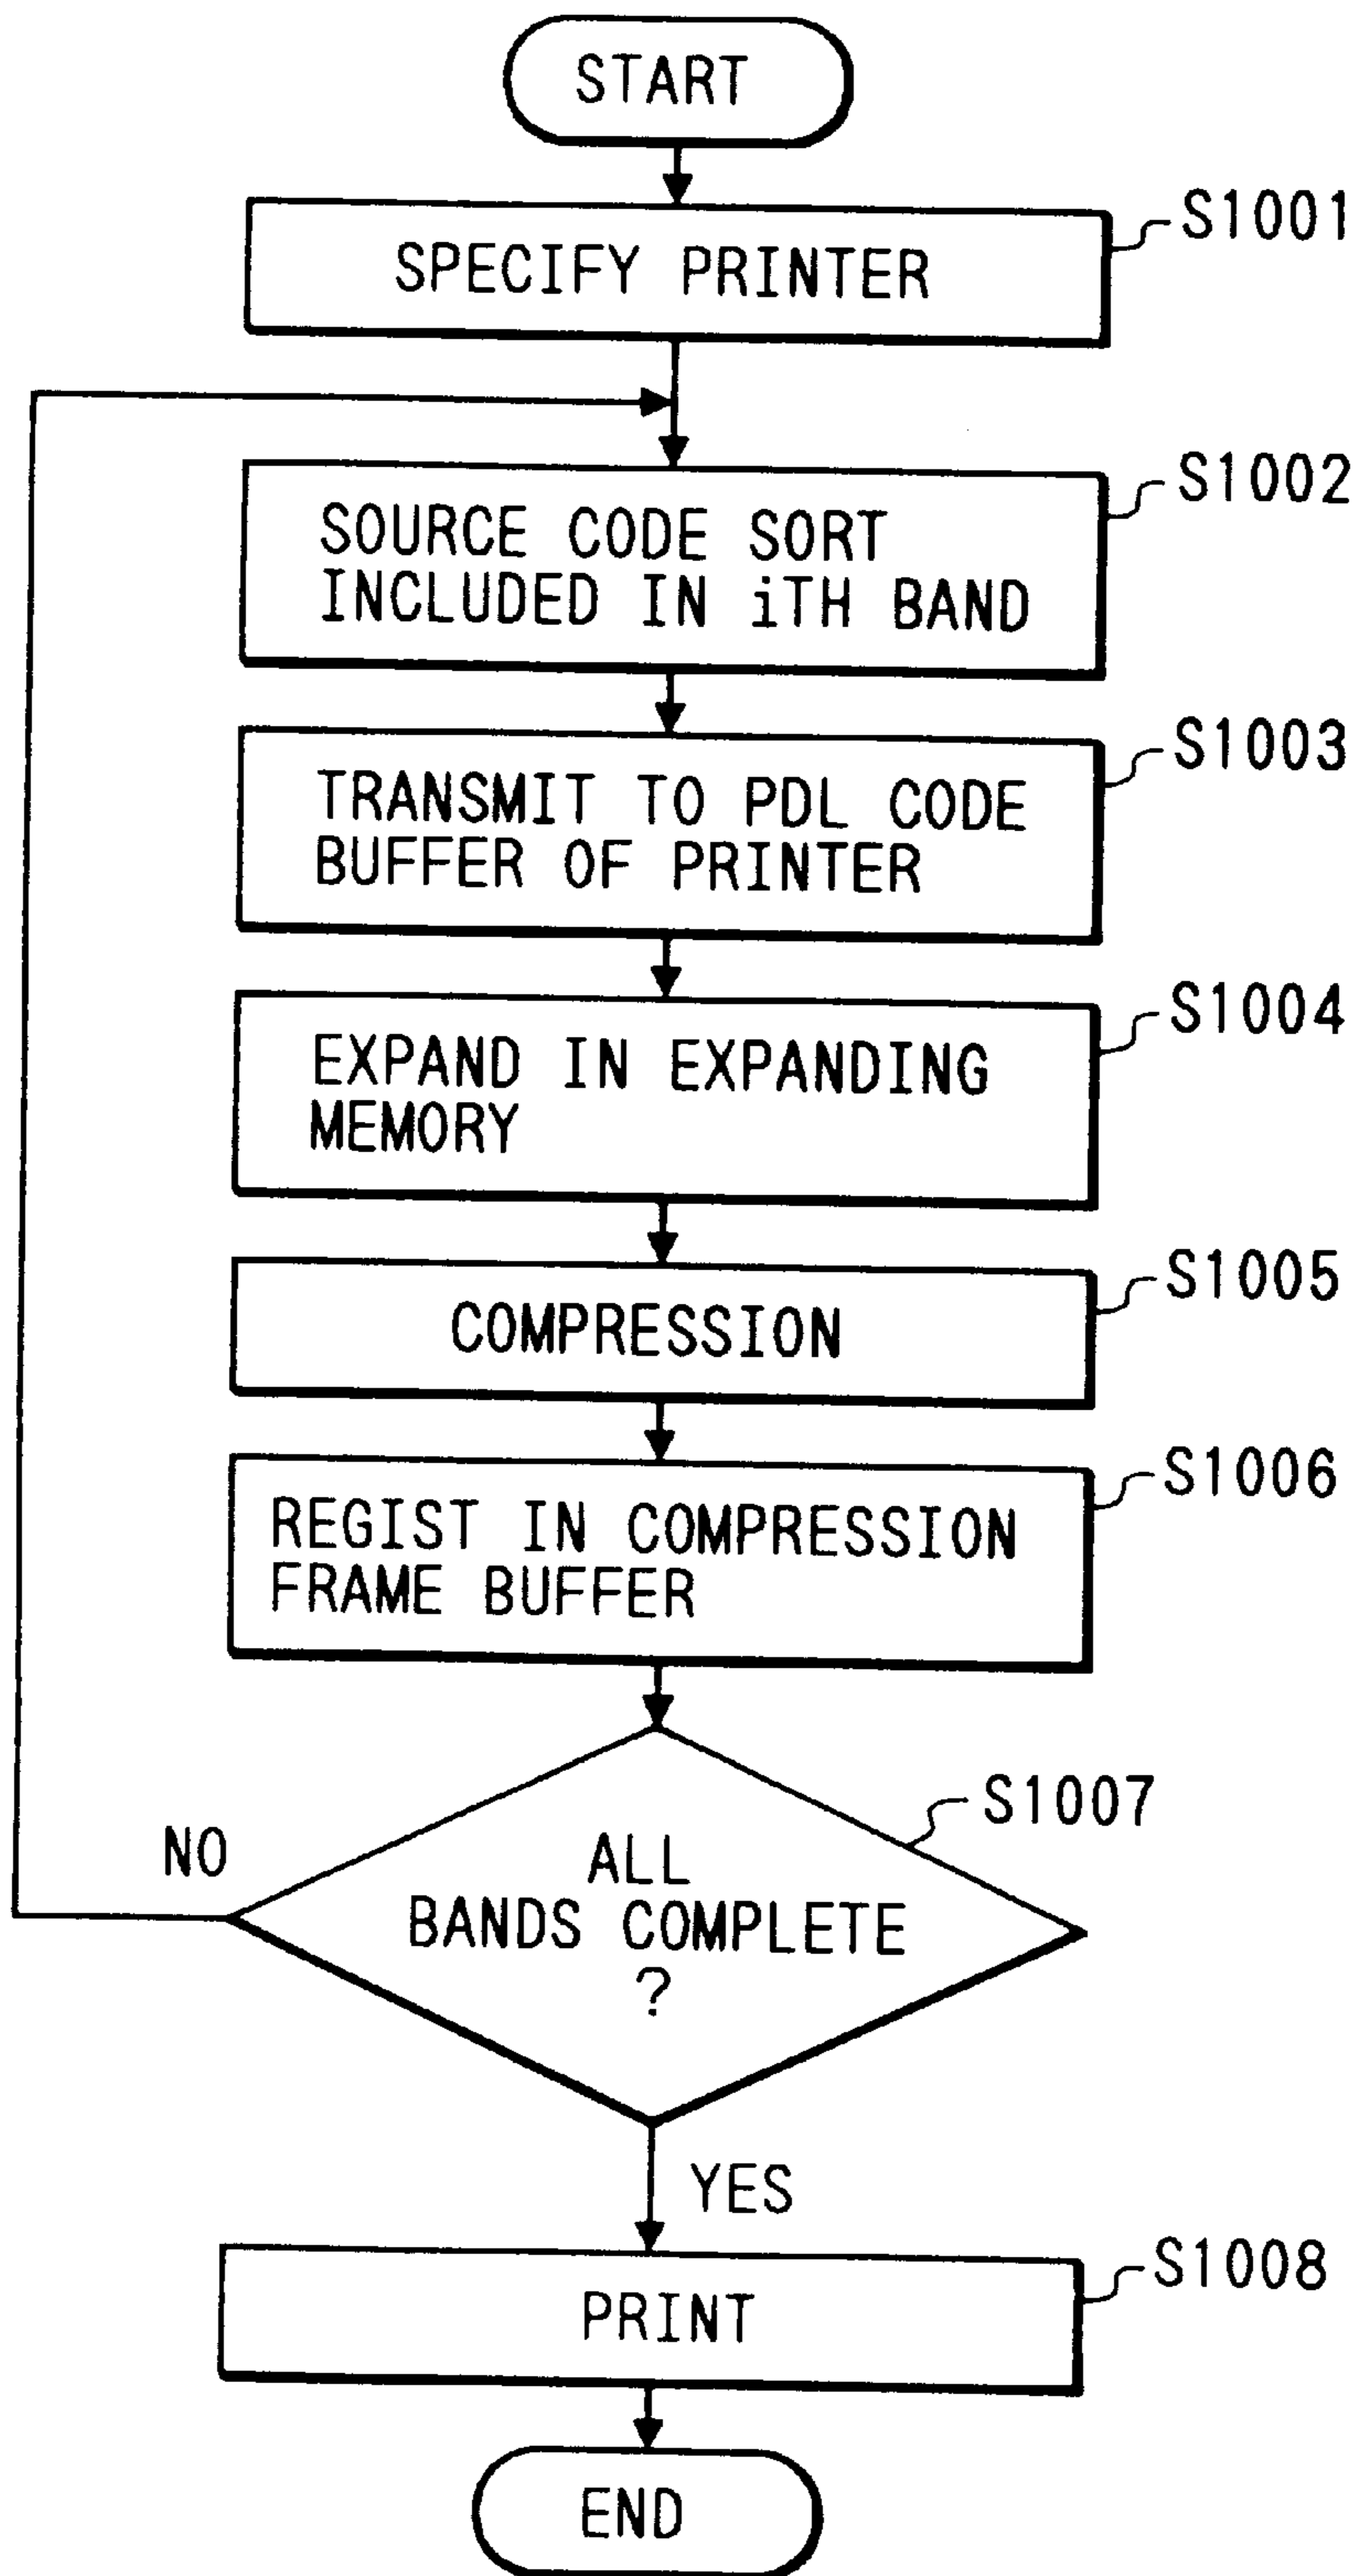 START
SPECIFY PRINTER
S1001
SOURCE CODE SORT
INCLUDED IN iTH BAND
S1002
TRANSMIT TO PDL CODE
BUFFER OF PRINTER
S1003
EXPAND IN EXPANDING
MEMORY
S1004
COMPRESSION
S1005
REGIST IN COMPRESSION
FRAME BUFFER
S1006
ALL
BANDS COMPLETE
?
S1007
NO
YES
PRINT
S1008
END